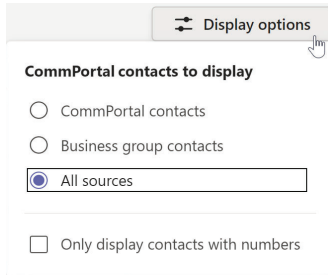 Display options
CommPortal contacts to display
CommPortal contacts
Business group contacts
All sources
Only display contacts with numbers